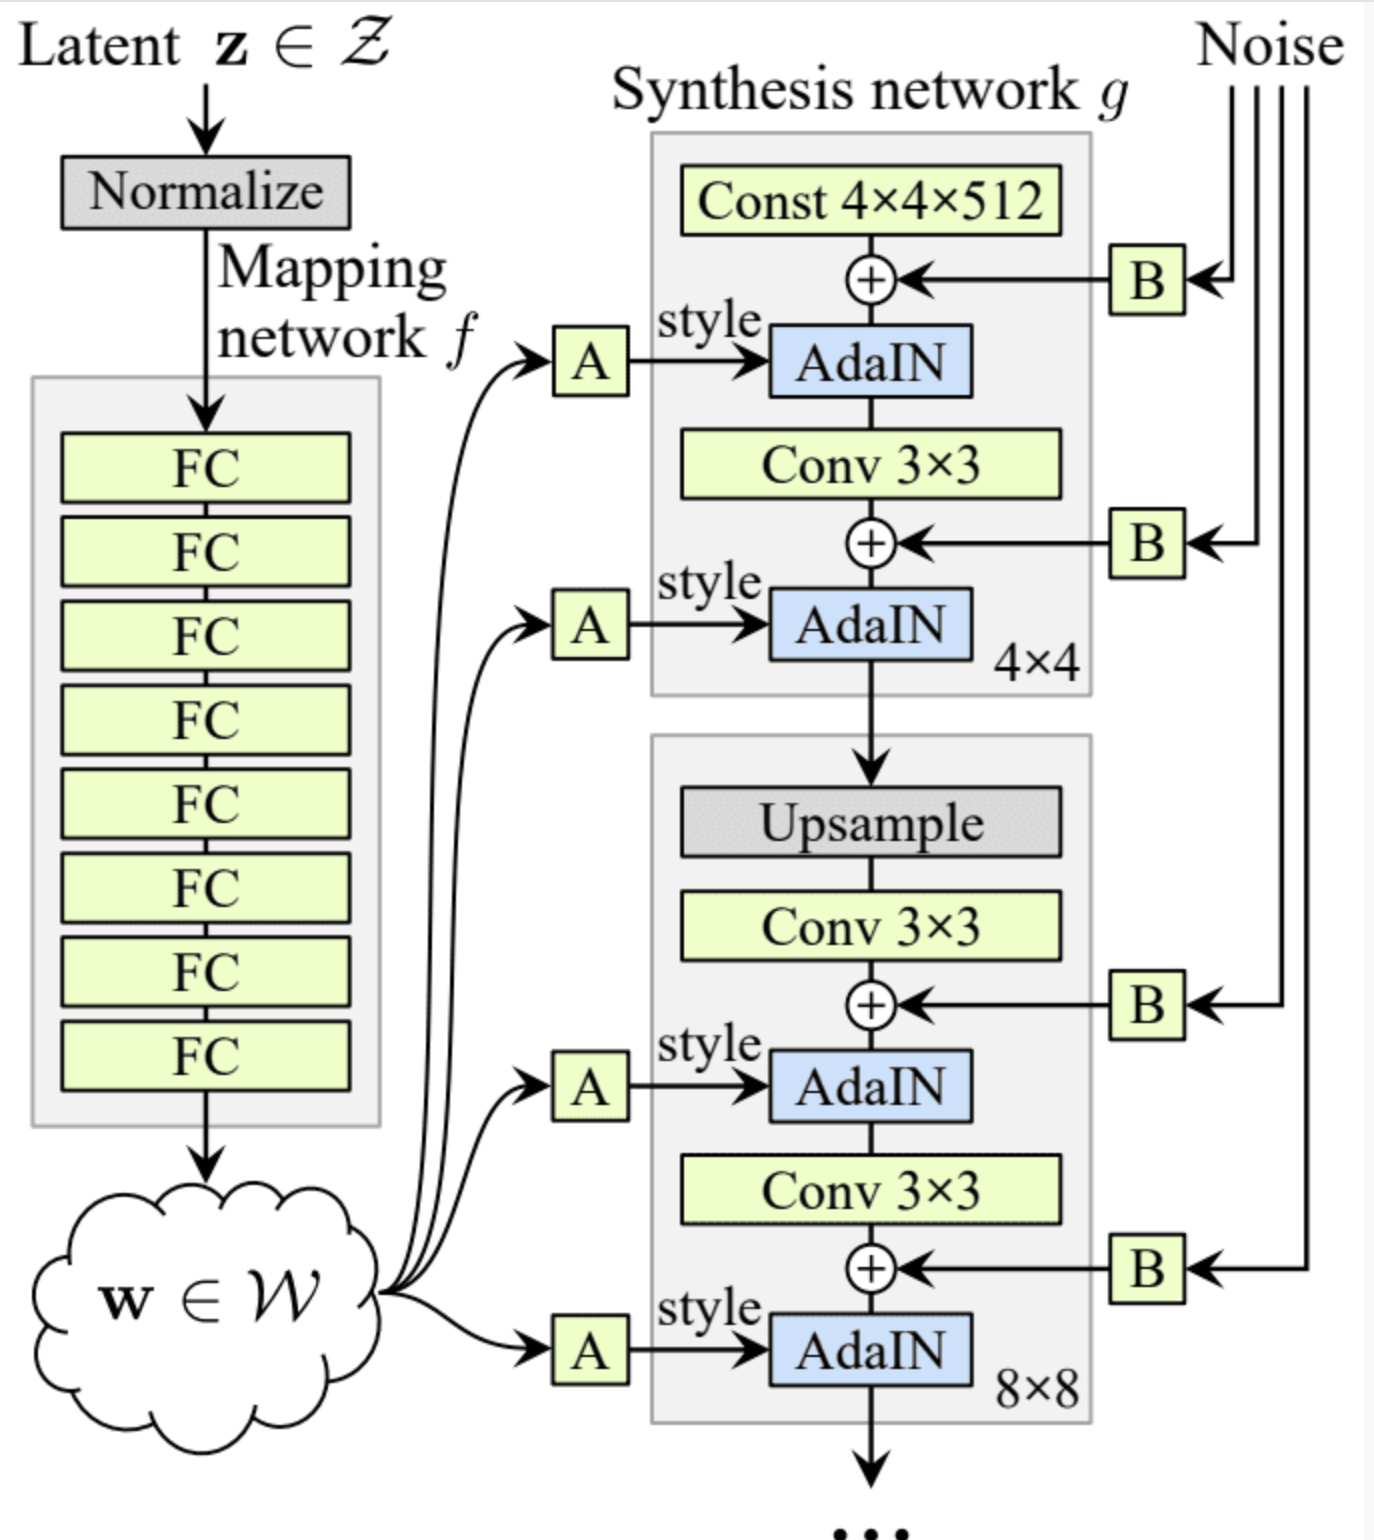 Latent z ∈ 𝒵
Normalize
Mapping
network f
FC
FC
FC
FC
FC
FC
FC
FC
w ∈ 𝒲
Synthesis network g
Noise
Const 4×4×512
+
B
A
style
AdaIN
Conv 3×3
+
B
A
style
AdaIN
4×4
Upsample
Conv 3×3
+
B
A
style
AdaIN
Conv 3×3
+
B
A
style
AdaIN
8×8
...